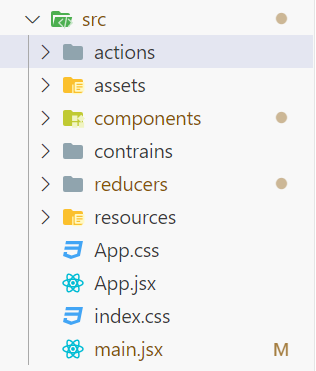 src
actions
assets
components
contrains
reducers
resources
App.css
App.jsx
index.css
main.jsx M